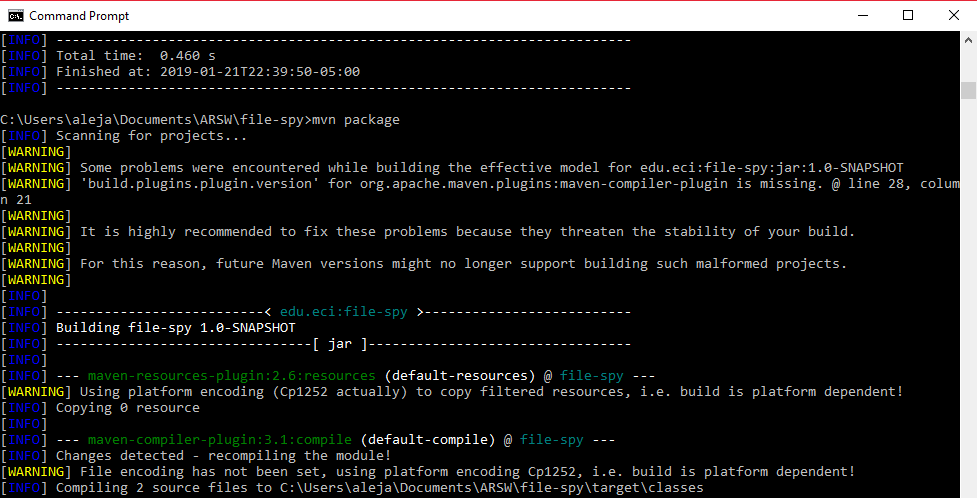 Command Prompt
[INFO] ------------------------------------------------------------------------
[INFO] Total time:  0.460 s
[INFO] Finished at: 2019-01-21T22:39:50-05:00
[INFO] ------------------------------------------------------------------------
C:\Users\aleja\Documents\ARSW\file-spy>mvn package
[INFO] Scanning for projects...
[WARNING]
[WARNING] Some problems were encountered while building the effective model for edu.eci:file-spy:jar:1.0-SNAPSHOT
[WARNING] 'build.plugins.plugin.version' for org.apache.maven.plugins:maven-compiler-plugin is missing. @ line 28, colum
n 21
[WARNING]
[WARNING] It is highly recommended to fix these problems because they threaten the stability of your build.
[WARNING]
[WARNING] For this reason, future Maven versions might no longer support building such malformed projects.
[WARNING]
[INFO]
[INFO] --------------------------< edu.eci:file-spy >--------------------------
[INFO] Building file-spy 1.0-SNAPSHOT
[INFO] --------------------------------[ jar ]---------------------------------
[INFO]
[INFO] --- maven-resources-plugin:2.6:resources (default-resources) @ file-spy ---
[WARNING] Using platform encoding (Cp1252 actually) to copy filtered resources, i.e. build is platform dependent!
[INFO] Copying 0 resource
[INFO]
[INFO] --- maven-compiler-plugin:3.1:compile (default-compile) @ file-spy ---
[INFO] Changes detected - recompiling the module!
[WARNING] File encoding has not been set, using platform encoding Cp1252, i.e. build is platform dependent!
[INFO] Compiling 2 source files to C:\Users\aleja\Documents\ARSW\file-spy\target\classes